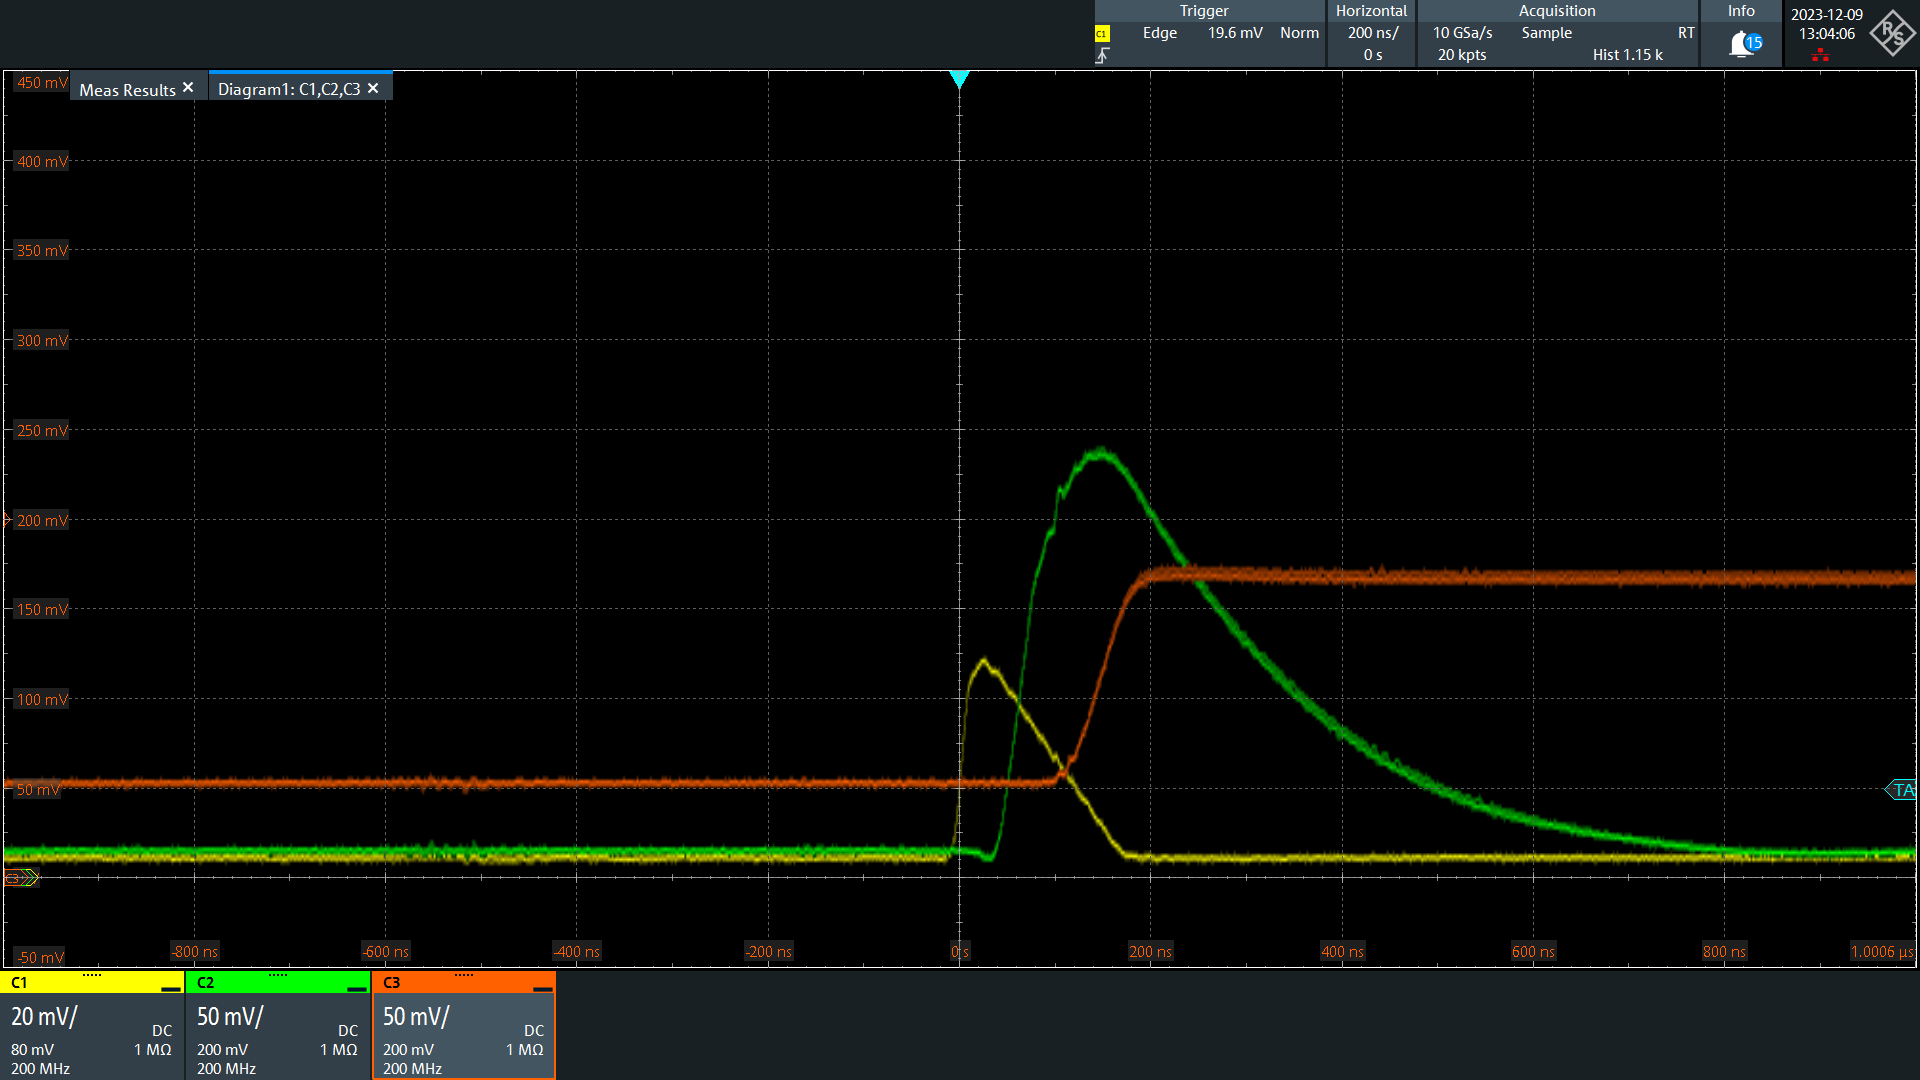 Trigger
C1 Edge 19.6 mV Norm
Horizontal
200 ns/
0 s
Acquisition
10 GSa/s Sample RT
20 kpts Hist 1.15 k
Info
15
2023-12-09
13:04:06
R S
Meas Results ✕ Diagram1: C1,C2,C3 ✕
450 mV
400 mV
350 mV
300 mV
250 mV
200 mV
150 mV
100 mV
50 mV
TA
C3
-50 mV
-800 ns -600 ns -400 ns -200 ns 0 s 200 ns 400 ns 600 ns 800 ns 1.0006 µs
C1
20 mV/
DC
80 mV 1 MΩ
200 MHz
C2
50 mV/
DC
200 mV 1 MΩ
200 MHz
C3
50 mV/
DC
200 mV 1 MΩ
200 MHz